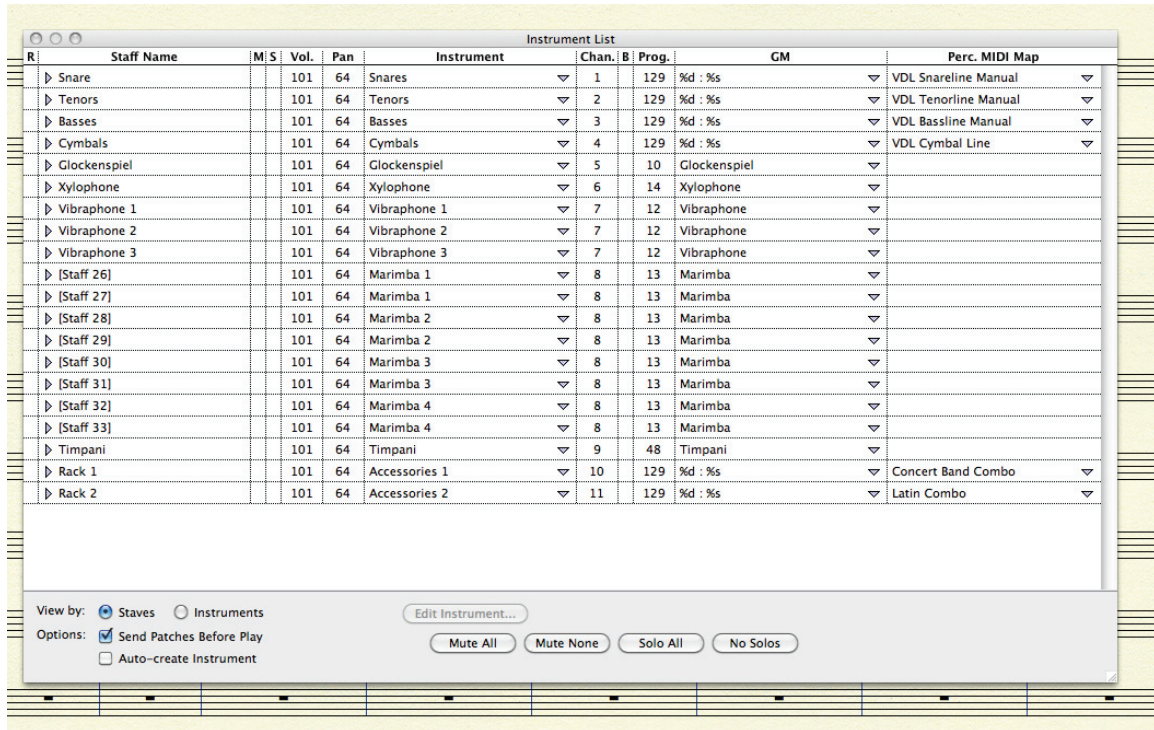 Instrument List
R Staff Name M S Vol. Pan Instrument Chan. B Prog. GM Perc. MIDI Map
Snare 101 64 Snares 1 129 %d : %s VDL Snareline Manual
Tenors 101 64 Tenors 2 129 %d : %s VDL Tenorline Manual
Basses 101 64 Basses 3 129 %d : %s VDL Bassline Manual
Cymbals 101 64 Cymbals 4 129 %d : %s VDL Cymbal Line
Glockenspiel 101 64 Glockenspiel 5 10 Glockenspiel
Xylophone 101 64 Xylophone 6 14 Xylophone
Vibraphone 1 101 64 Vibraphone 1 7 12 Vibraphone
Vibraphone 2 101 64 Vibraphone 2 7 12 Vibraphone
Vibraphone 3 101 64 Vibraphone 3 7 12 Vibraphone
[Staff 26] 101 64 Marimba 1 8 13 Marimba
[Staff 27] 101 64 Marimba 1 8 13 Marimba
[Staff 28] 101 64 Marimba 2 8 13 Marimba
[Staff 29] 101 64 Marimba 2 8 13 Marimba
[Staff 30] 101 64 Marimba 3 8 13 Marimba
[Staff 31] 101 64 Marimba 3 8 13 Marimba
[Staff 32] 101 64 Marimba 4 8 13 Marimba
[Staff 33] 101 64 Marimba 4 8 13 Marimba
Timpani 101 64 Timpani 9 48 Timpani
Rack 1 101 64 Accessories 1 10 129 %d : %s Concert Band Combo
Rack 2 101 64 Accessories 2 11 129 %d : %s Latin Combo
View by: Staves Instruments Edit Instrument...
Options: Send Patches Before Play Mute All Mute None Solo All No Solos
Auto-create Instrument